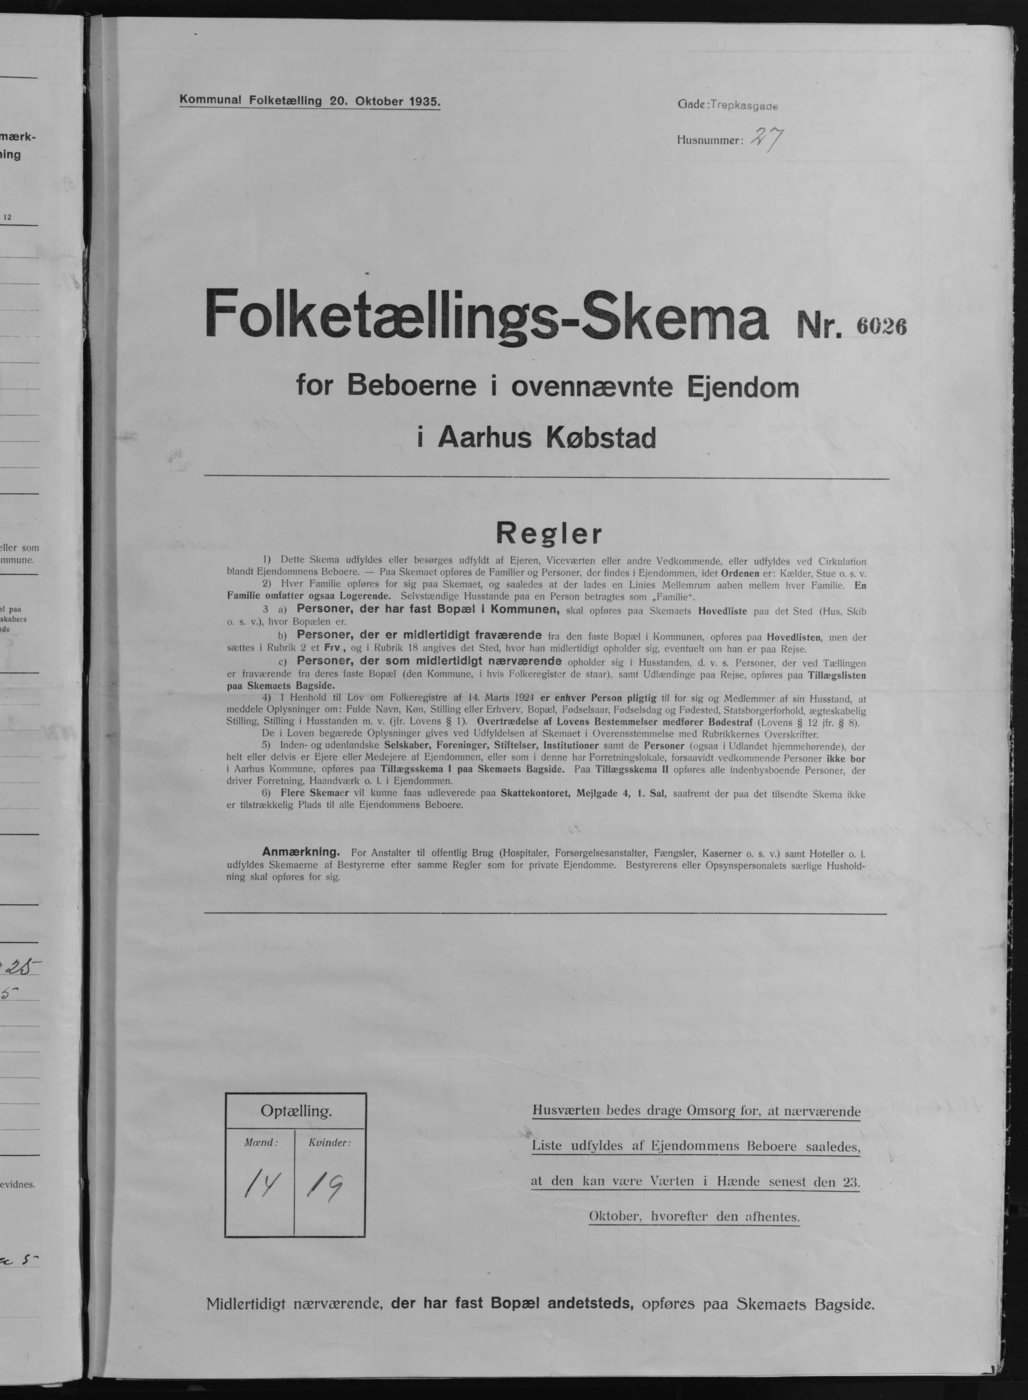 mærk-
ning
12
eller som
mmune.
el paa
skabers
nde
25
5
evidnes.
5
Kommunal Folketælling 20. Oktober 1935.
Gade: Trepkasgade
Husnummer: 27
Folketællings-Skema Nr. 6026
for Beboerne i ovennævnte Ejendom
i Aarhus Købstad
Regler
1) Dette Skema udfyldes eller besørges udfyldt af Ejeren, Viceværten eller andre Vedkommende, eller udfyldes ved Cirkulation
blandt Ejendommens Beboere. — Paa Skemaet opføres de Familier og Personer, der findes i Ejendommen, idet Ordenen er: Kælder, Stue o. s. v.
2) Hver Familie opføres for sig paa Skemaet, og saaledes at der lades en Linies Mellemrum aaben mellem hver Familie. En
Familie omfatter ogsaa Logerende. Selvstændige Husstande paa en Person betragtes som „Familie".
3 a) Personer, der har fast Bopæl i Kommunen, skal opføres paa Skemaets Hovedliste paa det Sted (Hus, Skib
o. s. v.), hvor Bopælen er.
b) Personer, der er midlertidigt fraværende fra den faste Bopæl i Kommunen, opføres paa Hovedlisten, men der
sættes i Rubrik 2 et Frv., og i Rubrik 18 angives det Sted, hvor han midlertidigt opholder sig, eventuelt om han er paa Rejse.
c) Personer, der som midlertidigt nærværende opholder sig i Husstanden, d. v. s. Personer, der ved Tællingen
er fraværende fra deres faste Bopæl (den Kommune, i hvis Folkeregister de staar), samt Udlændinge paa Rejse, opføres paa Tillægslisten
paa Skemaets Bagside.
4) I Henhold til Lov om Folkeregistre af 14. Marts 1924 er enhver Person pligtig til for sig og Medlemmer af sin Husstand, at
meddele Oplysninger om: Fulde Navn, Køn, Stilling eller Erhverv, Bopæl, Fødselsaar, Fødselsdag og Fødested, Statsborgerforhold, ægteskabelig
Stilling, Stilling i Husstanden m. v. (jfr. Lovens § 1). Overtrædelse af Lovens Bestemmelser medfører Bødestraf (Lovens § 12 jfr. § 8).
De i Loven begærede Oplysninger gives ved Udfyldelsen af Skemaet i Overensstemmelse med Rubrikkernes Overskrifter.
5) Inden- og udenlandske Selskaber, Foreninger, Stiftelser, Institutioner samt de Personer (ogsaa i Udlandet hjemmehørende), der
helt eller delvis er Ejere eller Medejere af Ejendommen, eller som i denne har Forretningslokale, forsaavidt vedkommende Personer ikke bor
i Aarhus Kommune, opføres paa Tillægsskema I paa Skemaets Bagside. Paa Tillægsskema II opføres alle indenbysboende Personer, der
driver Forretning, Haandværk o. l. i Ejendommen.
6) Flere Skemaer vil kunne faas udleverede paa Skattekontoret, Mejlgade 4, 1. Sal, saafremt der paa det tilsendte Skema ikke
er tilstrækkelig Plads til alle Ejendommens Beboere.
Anmærkning. For Anstalter til offentlig Brug (Hospitaler, Forsørgelsesanstalter, Fængsler, Kaserner o. s. v.) samt Hoteller o. l.
udfyldes Skemaerne af Bestyrerne efter samme Regler som for private Ejendomme. Bestyrerens eller Opsynspersonalets særlige Hushold-
ning skal opføres for sig.
Optælling.
Mænd: Kvinder:
14 19
Husværten bedes drage Omsorg for, at nærværende
Liste udfyldes af Ejendommens Beboere saaledes,
at den kan være Værten i Hænde senest den 23.
Oktober, hvorefter den afhentes.
Midlertidigt nærværende, der har fast Bopæl andetsteds, opføres paa Skemaets Bagside.